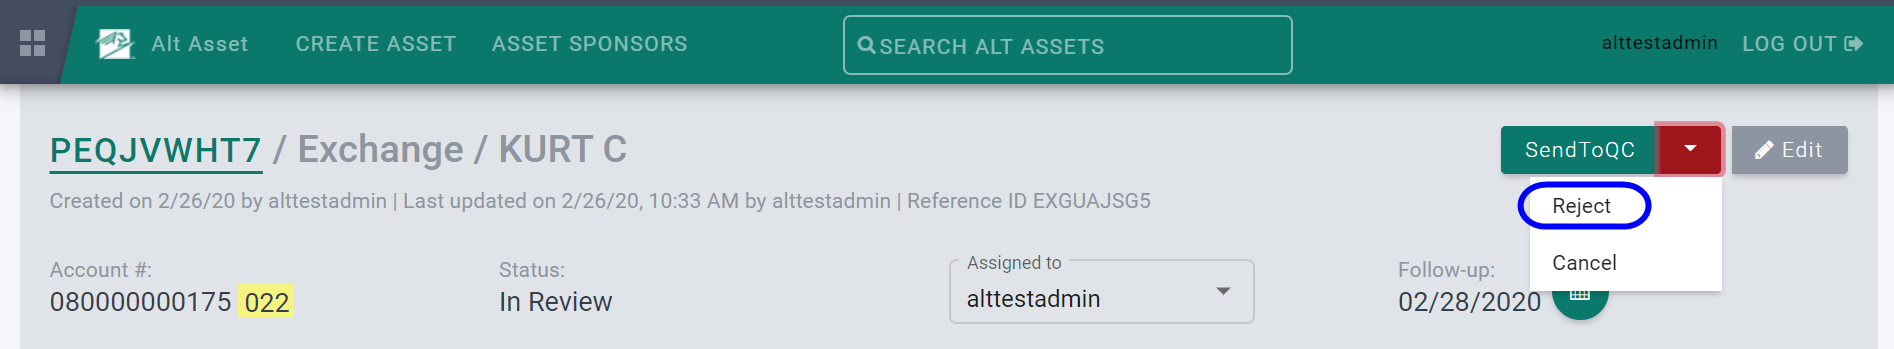 Alt Asset CREATE ASSET ASSET SPONSORS SEARCH ALT ASSETS alttestadmin LOG OUT
PEQJVWHT7 / Exchange / KURT C
SendToQC Edit
Created on 2/26/20 by alttestadmin | Last updated on 2/26/20, 10:33 AM by alttestadmin | Reference ID EXGUAJSG5
Reject
Cancel
Account #: Status: Assigned to Follow-up:
080000000175 022 In Review alttestadmin 02/28/2020